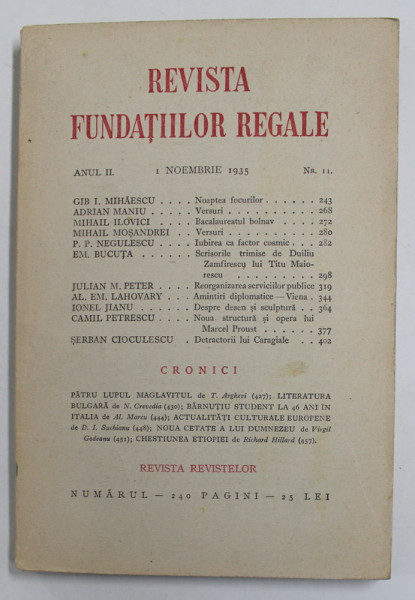 REVISTA
FUNDAȚIILOR REGALE
ANUL II. 1 NOEMBRIE 1935 Nr. 11.
GIB I. MIHĂESCU . . . . Noaptea focurilor . . . . . . 243
ADRIAN MANIU . . . . . Versuri . . . . . . . . . . 268
MIHAIL ILOVICI . . . . . Bacalaureatul bolnav . . . . . 272
MIHAIL MOȘANDREI . . Versuri . . . . . . . . . . 280
P. P. NEGULESCU . . . . Iubirea ca factor cosmic . . . 282
EM. BUCUȚA . . . . . . Scrisorile trimise de Duiliu
Zamfirescu lui Titu Maio-
rescu . . . . . . . . . . 298
JULIAN M. PETER . . . . Reorganizarea serviciilor publice 319
AL. EM. LAHOVARY . . . Amintiri diplomatice — Viena . 344
IONEL JIANU . . . . . . Despre desen și sculptură . . 364
CAMIL PETRESCU . . . . Noua structură și opera lui
Marcel Proust . . . . . . 377
ȘERBAN CIOCULESCU . Detractorii lui Caragiale . . 402
CRONICI
PĂTRU LUPUL MAGLAVITUL de T. Arghezi (427); LITERATURA
BULGARĂ de N. Crevedia (430); BĂRNUȚIU STUDENT LA 46 ANI ÎN
ITALIA de Al. Marcu (444); ACTUALITĂȚI CULTURALE EUROPENE
de D. I. Suchianu (448); NOUA CETATE A LUI DUMNEZEU de Virgil
Godeanu (451); CHESTIUNEA ETIOPIEI de Richard Hillard (457).
REVISTA REVISTELOR
NUMĂRUL — 240 PAGINI — 25 LEI